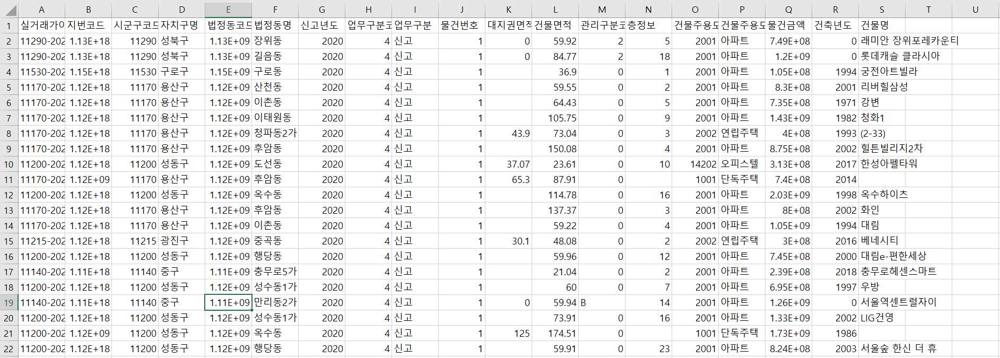 A B C D E F G H I J K L M N O P Q R S T U
1 실거래가아 지번코드 시군구코드 자치구명 법정동코드 법정동명 신고년도 업무구분코 업무구분 물건번호 대지권면적 건물면적 관리구분코 층정보 건물주용도 건물주용도 물건금액 건축년도 건물명
2 11290-202 1.13E+18 11290 성북구 1.13E+09 장위동 2020 4 신고 1 0 59.92 2 5 2001 아파트 7.49E+08 0 래미안 장위포레카운티
3 11290-202 1.13E+18 11290 성북구 1.13E+09 길음동 2020 4 신고 1 0 84.77 2 18 2001 아파트 1.2E+09 0 롯데캐슬 클라시아
4 11530-202 1.15E+18 11530 구로구 1.15E+09 구로동 2020 4 신고 1 36.9 0 1 2001 아파트 1.05E+08 1994 궁전아트빌라
5 11170-202 1.12E+18 11170 용산구 1.12E+09 산천동 2020 4 신고 1 59.55 0 2 2001 아파트 8.3E+08 2001 리버힐삼성
6 11170-202 1.12E+18 11170 용산구 1.12E+09 이촌동 2020 4 신고 1 64.43 0 5 2001 아파트 7.35E+08 1971 강변
7 11170-202 1.12E+18 11170 용산구 1.12E+09 이태원동 2020 4 신고 1 105.75 0 9 2001 아파트 1.43E+09 1982 청화1
8 11170-202 1.12E+18 11170 용산구 1.12E+09 청파동2가 2020 4 신고 1 43.9 73.04 0 3 2002 연립주택 4E+08 1993 (2-33)
9 11170-202 1.12E+18 11170 용산구 1.12E+09 후암동 2020 4 신고 1 150.08 0 4 2001 아파트 8.75E+08 2002 힐튼빌리지2차
10 11200-202 1.12E+18 11200 성동구 1.12E+09 도선동 2020 4 신고 1 37.07 23.61 0 10 14202 오피스텔 3.13E+08 2017 한성아펠타워
11 11170-202 1.12E+09 11170 용산구 1.12E+09 후암동 2020 4 신고 1 65.3 87.91 0 1001 단독주택 7.4E+08 2014
12 11200-202 1.12E+18 11200 성동구 1.12E+09 옥수동 2020 4 신고 1 114.78 0 16 2001 아파트 2.03E+09 1998 옥수하이츠
13 11170-202 1.12E+18 11170 용산구 1.12E+09 후암동 2020 4 신고 1 137.37 0 3 2001 아파트 8E+08 2002 화인
14 11170-202 1.12E+18 11170 용산구 1.12E+09 이촌동 2020 4 신고 1 59.22 0 4 2001 아파트 1.05E+09 1994 대림
15 11215-202 1.12E+18 11215 광진구 1.12E+09 중곡동 2020 4 신고 1 30.1 48.08 0 2 2002 연립주택 3E+08 2016 베네시티
16 11200-202 1.12E+18 11200 성동구 1.12E+09 행당동 2020 4 신고 1 59.96 0 12 2001 아파트 7.45E+08 2000 대림e-편한세상
17 11140-202 1.11E+18 11140 중구 1.11E+09 충무로5가 2020 4 신고 1 21.04 0 2 2001 아파트 2.39E+08 2018 충무로헤센스마트
18 11200-202 1.12E+18 11200 성동구 1.12E+09 성수동1가 2020 4 신고 1 60 0 7 2001 아파트 6.95E+08 1997 우방
19 11140-202 1.11E+18 11140 중구 1.11E+09 만리동2가 2020 4 신고 1 0 59.94 B 14 2001 아파트 1.26E+09 0 서울역센트럴자이
20 11200-202 1.12E+18 11200 성동구 1.12E+09 성수동1가 2020 4 신고 1 73.91 0 16 2001 아파트 1.33E+09 2002 LIG건영
21 11200-202 1.12E+09 11200 성동구 1.12E+09 옥수동 2020 4 신고 1 125 174.51 0 1001 단독주택 1.73E+09 1986
22 11200-202 1.12E+18 11200 성동구 1.12E+09 행당동 2020 4 신고 1 59.91 0 23 2001 아파트 8.24E+08 2003 서울숲 한신 더 휴